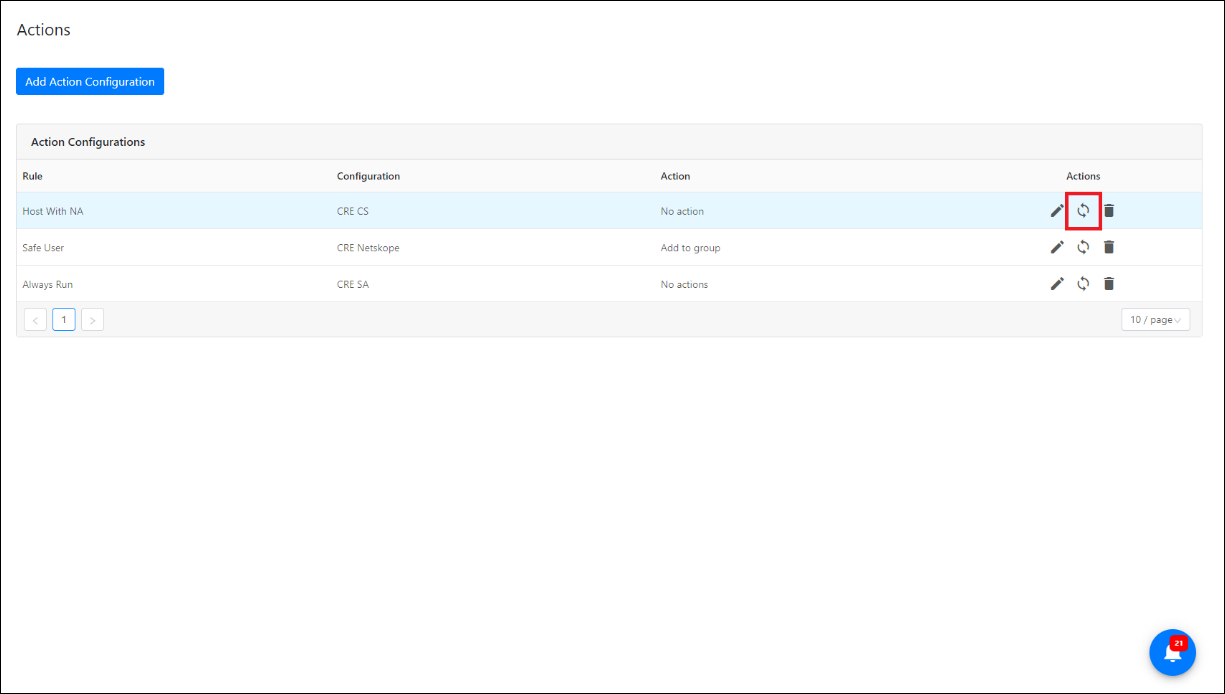 Actions
Add Action Configuration
Action Configurations
Rule Configuration Action Actions
Host With NA CRE CS No action
Safe User CRE Netskope Add to group
Always Run CRE SA No actions
< 1 > 10 / page
21